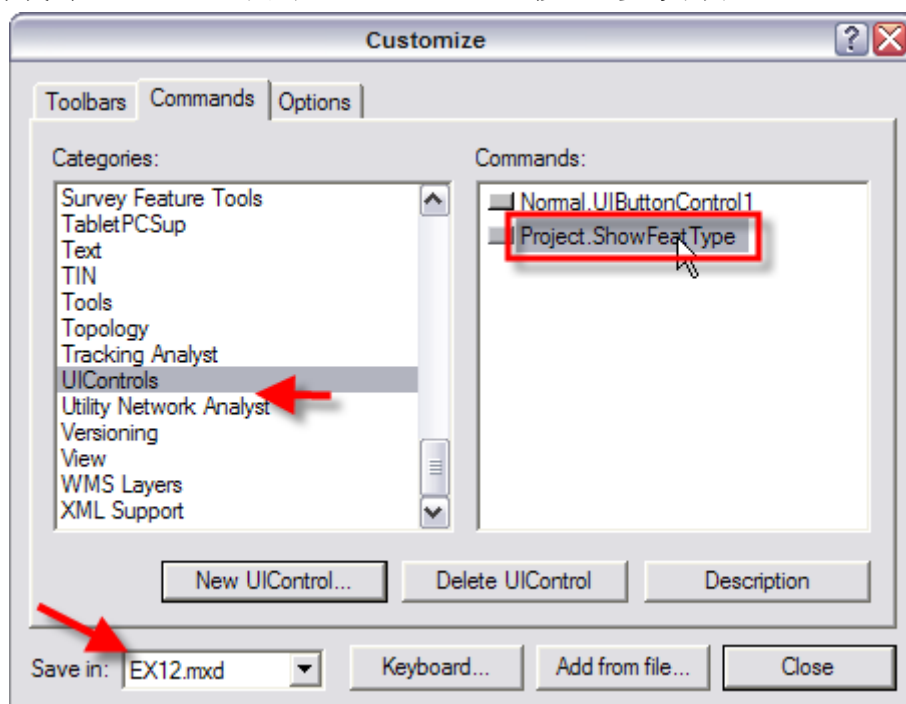 Customize
Toolbars Commands Options
Categories:
Commands:
Survey Feature Tools
TabletPCSup
Text
TIN
Tools
Topology
Tracking Analyst
UIControls
Utility Network Analyst
Versioning
View
WMS Layers
XML Support
Normal.UIButtonControl1
Project.ShowFeatType
New UIControl... Delete UIControl Description
Save in: EX12.mxd Keyboard... Add from file... Close